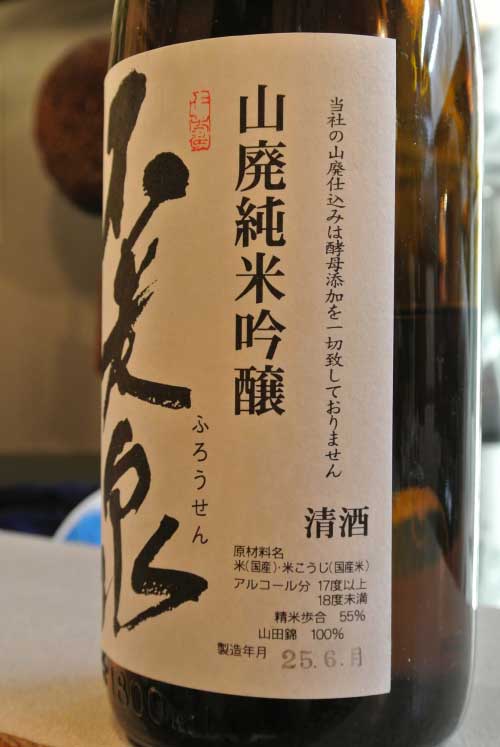 当社の山廃仕込みは酵母添加を一切致しておりません
山廃純米吟醸
不老泉
ふろうせん
清酒
原材料名
米(国産)・米こうじ(国産米)
アルコール分 17度以上
18度未満
精米歩合 55%
山田錦 100%
製造年月 25.6.月
1800